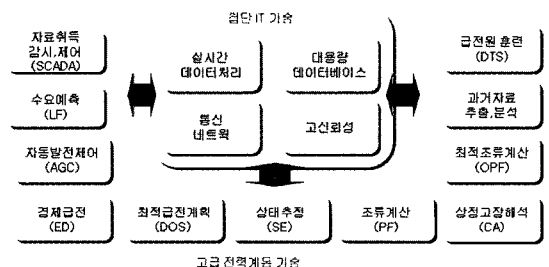 첨단 IT 기술
자료취득
감시,제어
(SCADA)
실시간
데이터처리
대용량
데이터베이스
급전원 훈련
(DTS)
수요예측
(LF)
통신
네트웍
고신뢰성
과거자료
추출,분석
자동발전제어
(AGC)
최적조류계산
(OPF)
경제급전
(ED)
최적급전계획
(DOS)
상태추정
(SE)
조류계산
(PF)
상정고장해석
(CA)
고급 전력계통 기술